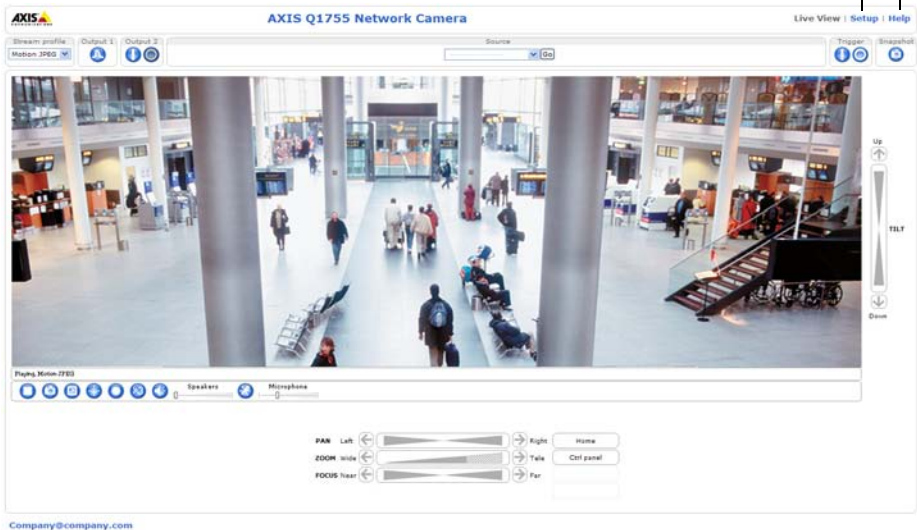 AXIS
AXIS Q1755 Network Camera
Live View | Setup | Help
Stream profile
Output 1
Output 2
Source
Trigger
Snapshot
Motion JPEG
Go
Up
TILT
Down
Playing, Motion JPEG
Speakers
Microphone
PAN Left
Right
Home
ZOOM Wide
Tele
Ctrl panel
FOCUS Near
Far
Company@company.com